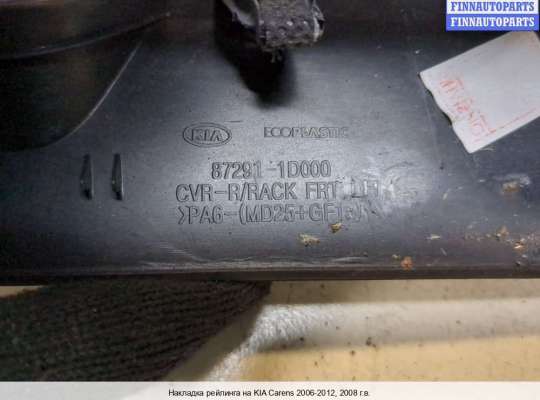 FINNAUTOPARTS
FINNAUTOPARTS
KIA ECOPLASTIC
87291-1D000
CVR-R/RACK FRT
>PA6-(MD25+GF15)
Накладка рейлинга на KIA Carens 2006-2012, 2008 г.в.